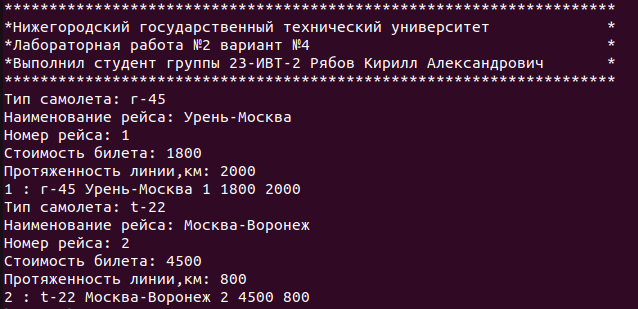 *********************************************************************
*Нижегородский государственный технический университет *
*Лабораторная работа №2 вариант №4 *
*Выполнил студент группы 23-ИВТ-2 Рябов Кирилл Александрович *
*********************************************************************
Тип самолета: г-45
Наименование рейса: Урень-Москва
Номер рейса: 1
Стоимость билета: 1800
Протяженность линии,км: 2000
1 : г-45 Урень-Москва 1 1800 2000
Тип самолета: t-22
Наименование рейса: Москва-Воронеж
Номер рейса: 2
Стоимость билета: 4500
Протяженность линии,км: 800
2 : t-22 Москва-Воронеж 2 4500 800